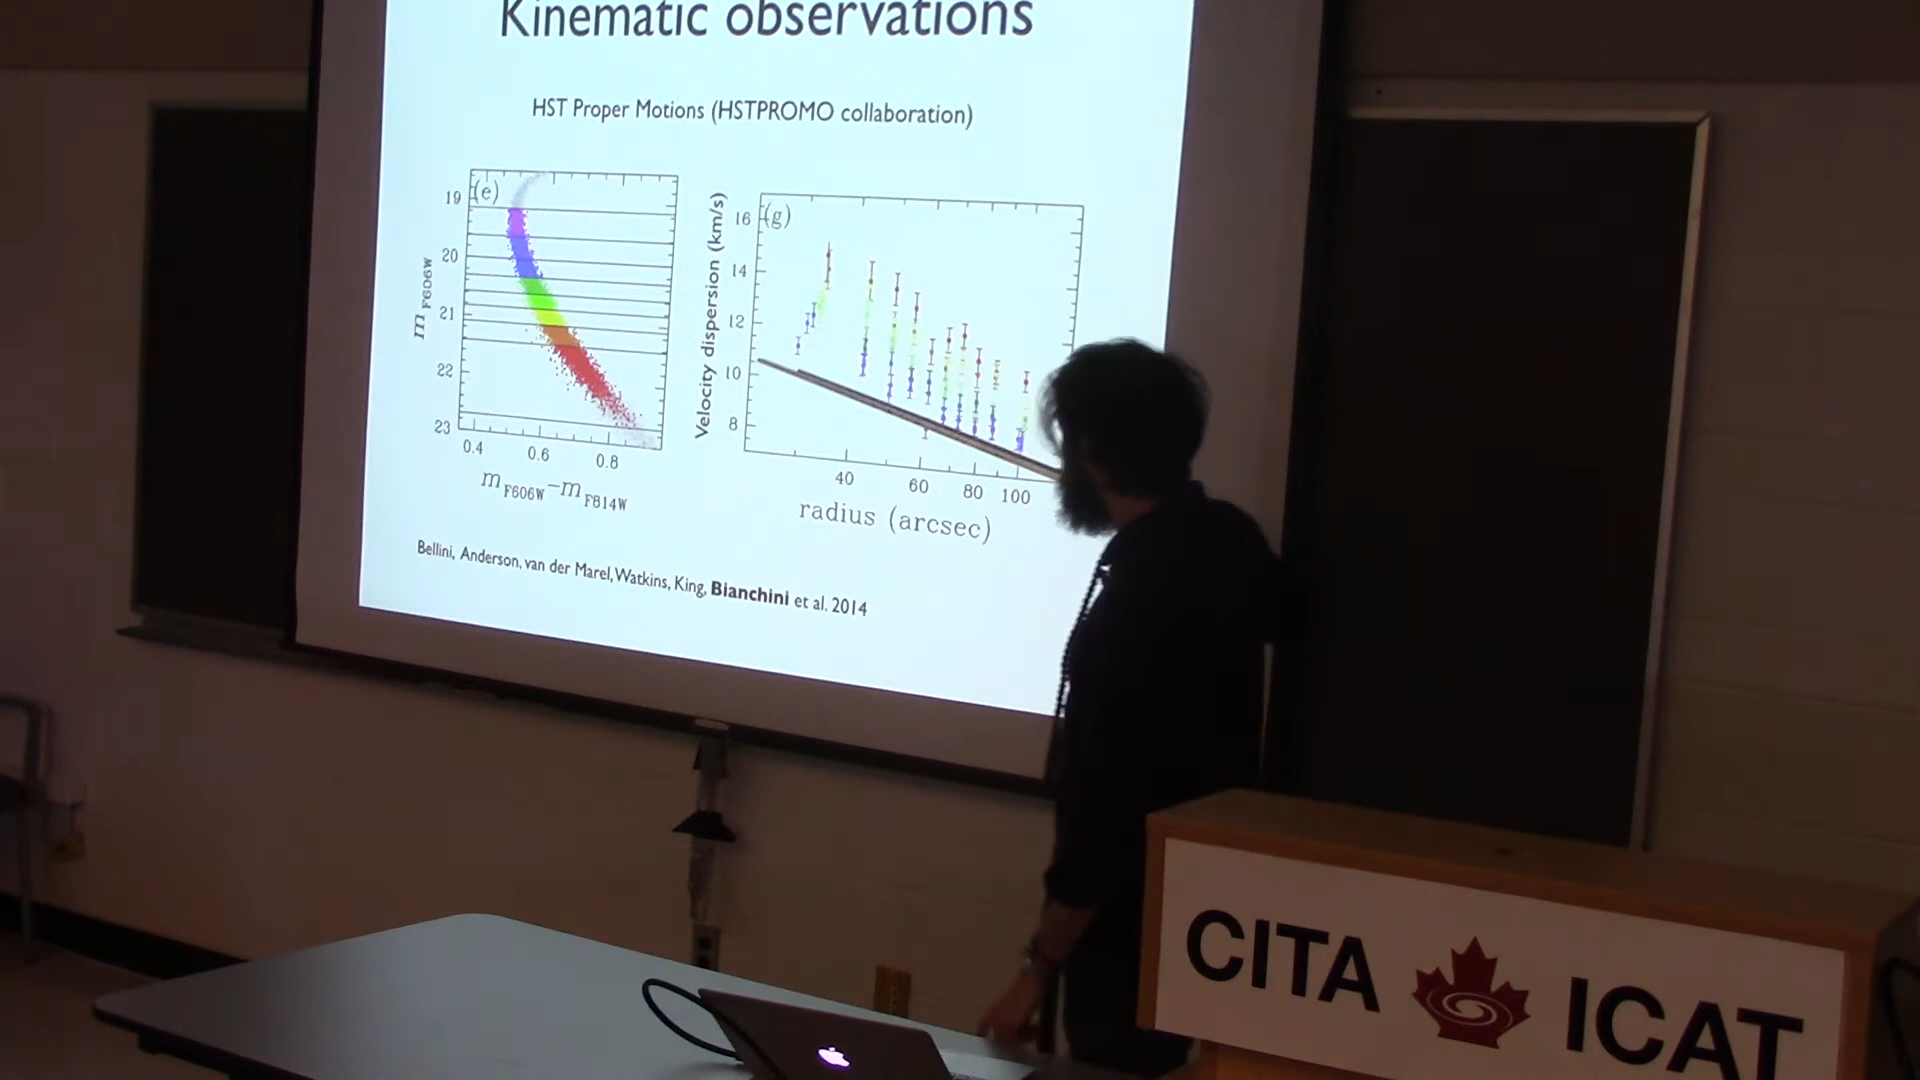 Kinematic observations
HST Proper Motions (HSTPROMO collaboration)
(e)
19
20
21
22
23
m F606W
0.4 0.6 0.8
m F606W−m F814W
(g)
16
14
12
10
8
Velocity dispersion (km/s)
40 60 80 100
radius (arcsec)
Bellini, Anderson, van der Marel, Watkins, King, Bianchini et al. 2014
CITA ICAT